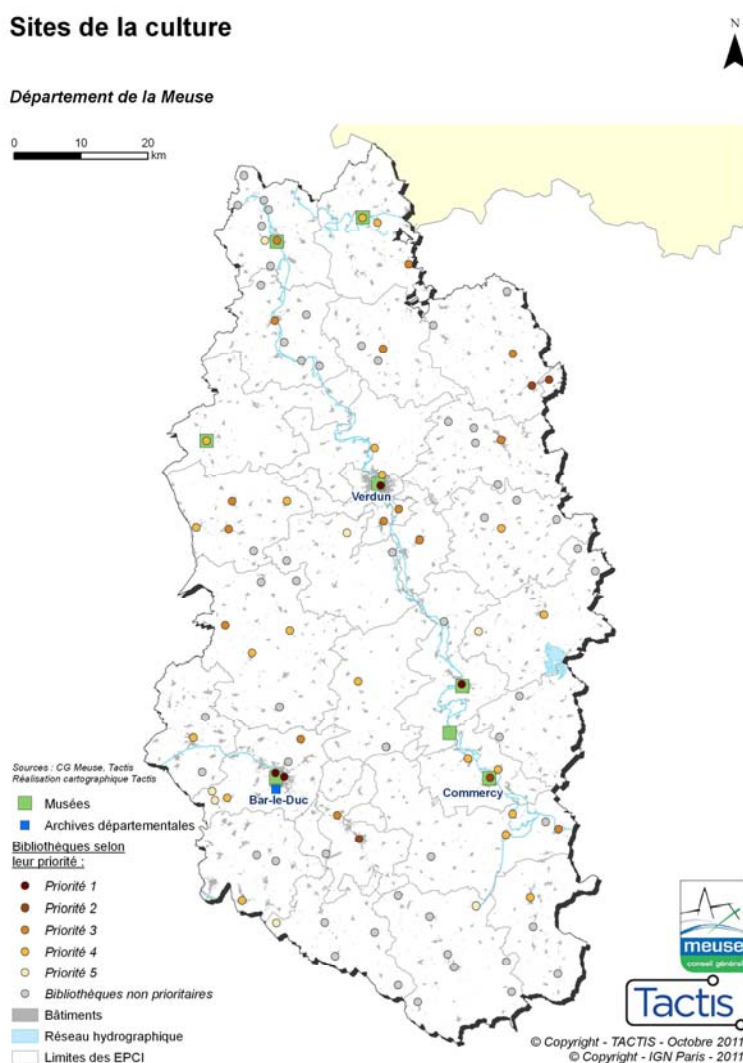 Sites de la culture
N
Département de la Meuse
0 10 20
km
Verdun
Sources : CG Meuse, Tactis
Réalisation cartographique Tactis
Bar-le-Duc
Commercy
Musées
Archives départementales
Bibliothèques selon
leur priorité :
Priorité 1
Priorité 2
Priorité 3
Priorité 4
Priorité 5
Bibliothèques non prioritaires
Bâtiments
Réseau hydrographique
Limites des EPCI
meuse
conseil général
Tactis
© Copyright - TACTIS - Octobre 2011
© Copyright - IGN Paris - 2011